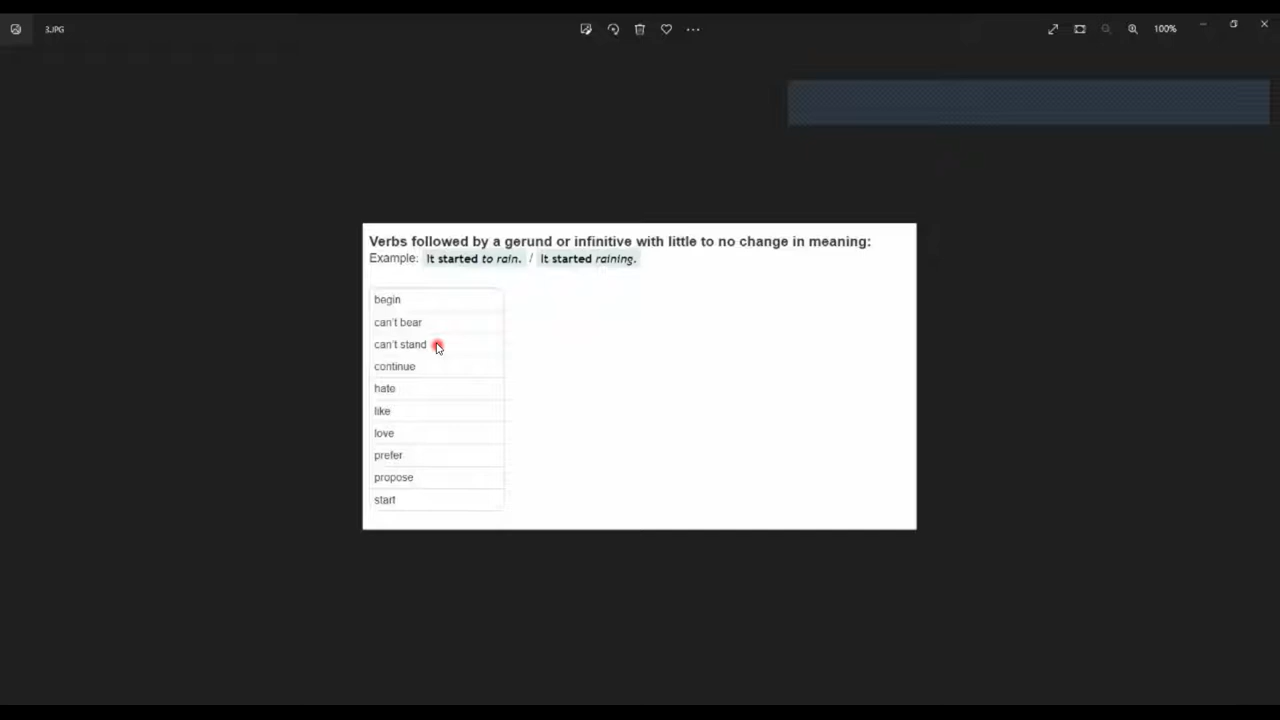 3.JPG
100%
Verbs followed by a gerund or infinitive with little to no change in meaning:
Example: It started to rain. / It started raining.
begin
can't bear
can't stand
continue
hate
like
love
prefer
propose
start